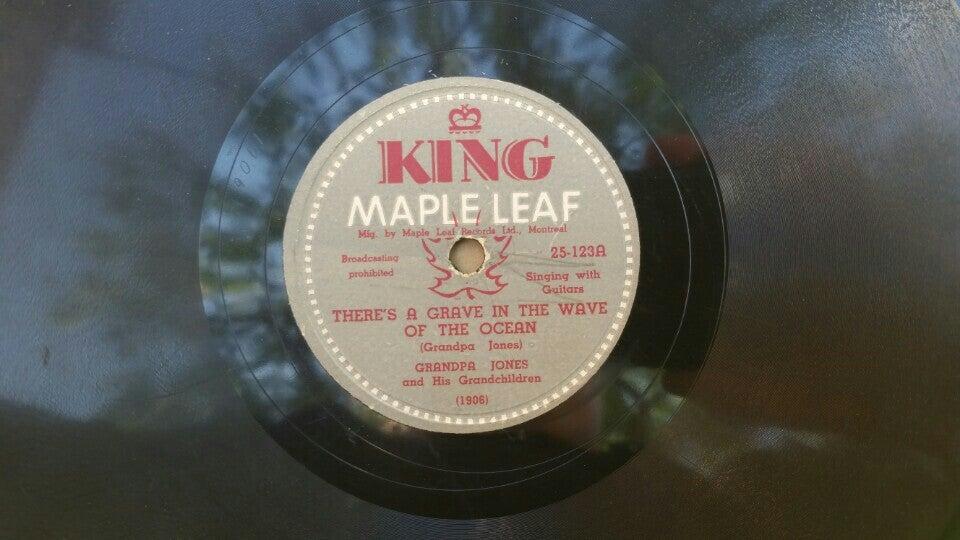 KING
MAPLE LEAF
Mfg. by Maple Leaf Records Ltd., Montreal
Broadcasting prohibited
25-123A
Singing with Guitars
THERE'S A GRAVE IN THE WAVE
OF THE OCEAN
(Grandpa Jones)
GRANDPA JONES
and His Grandchildren
(1906)